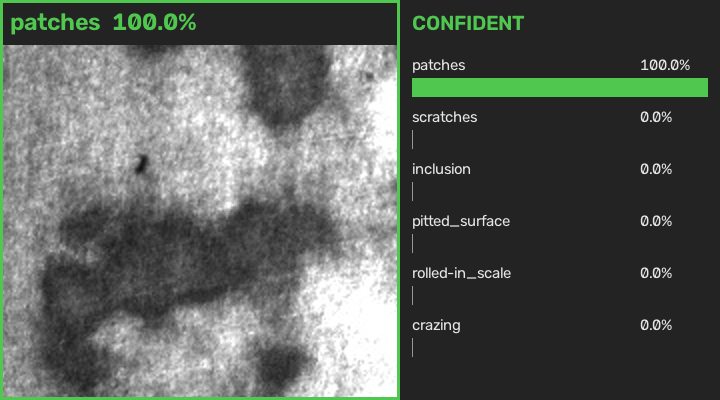 patches 100.0%
CONFIDENT
patches 100.0%
scratches 0.0%
inclusion 0.0%
pitted_surface 0.0%
rolled-in_scale 0.0%
crazing 0.0%